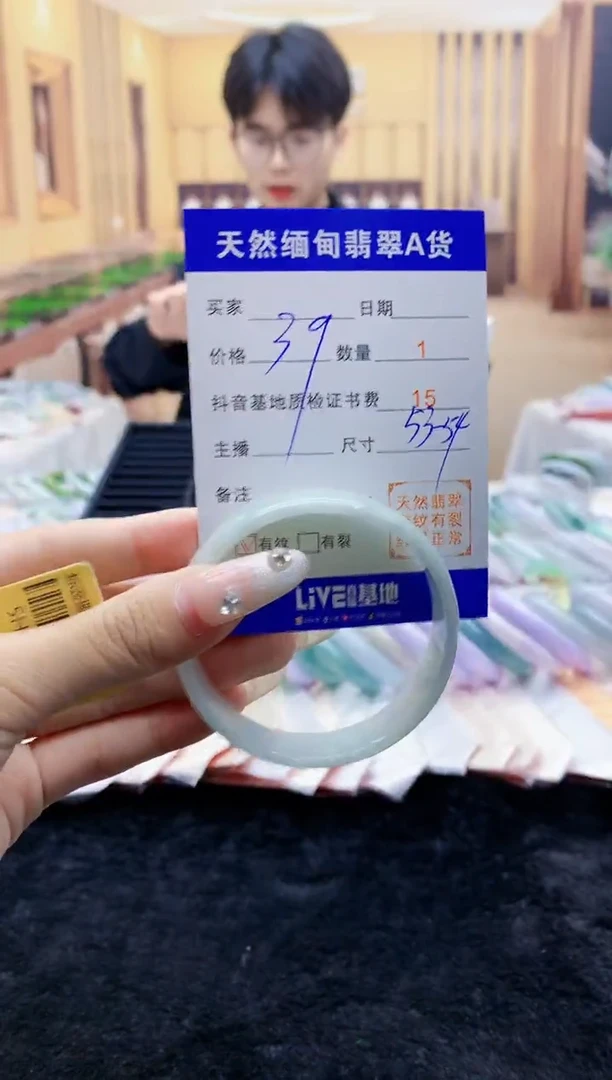 天然缅甸翡翠A货
买家 日期
39
价格 数量 1
抖音基地质检证书费 15
主播 尺寸 53-54
备注
天然翡翠
纹有裂
正常
有纹 有裂
LIVE 基地